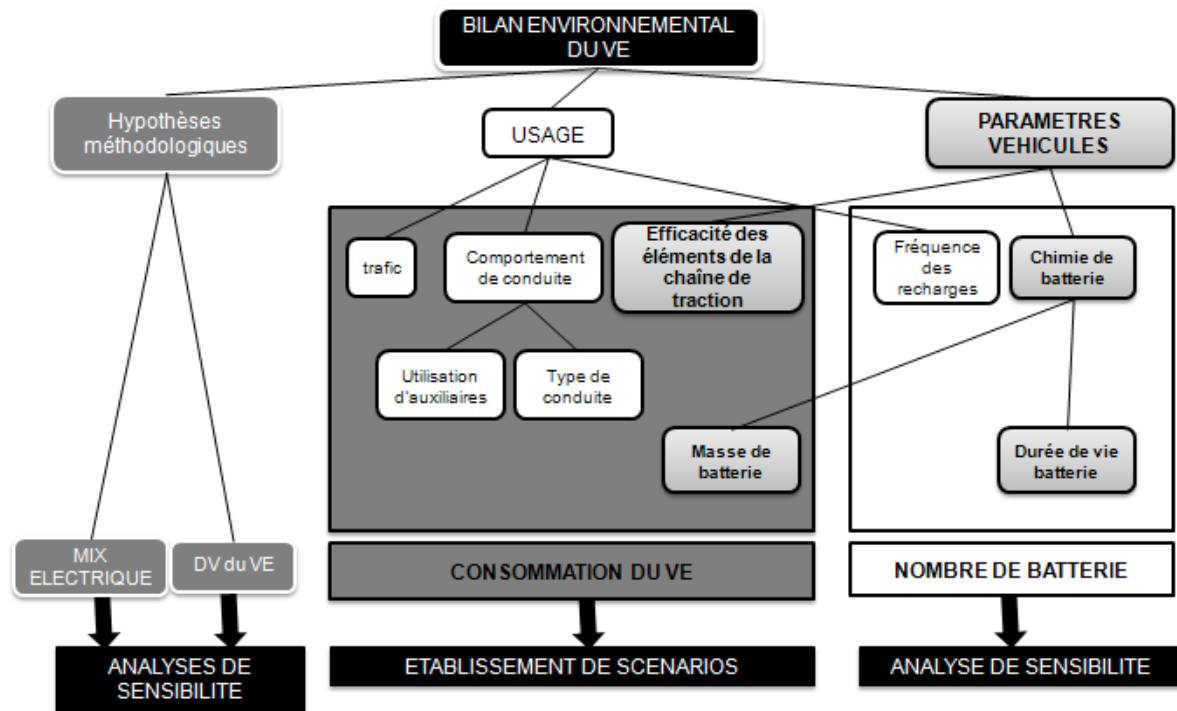 BILAN ENVIRONNEMENTAL
DU VE
Hypothèses
méthodologiques
USAGE
PARAMETRES
VEHICULES
trafic
Comportement
de conduite
Efficacité des
éléments de la
chaîne de
traction
Fréquence
des
recharges
Chimie de
batterie
Utilisation
d'auxiliaires
Type de
conduite
Masse de
batterie
Durée de vie
batterie
MIX
ELECTRIQUE
DV du VE
CONSOMMATION DU VE
NOMBRE DE BATTERIE
ANALYSES DE
SENSIBILITE
ETABLISSEMENT DE SCENARIOS
ANALYSE DE SENSIBILITE